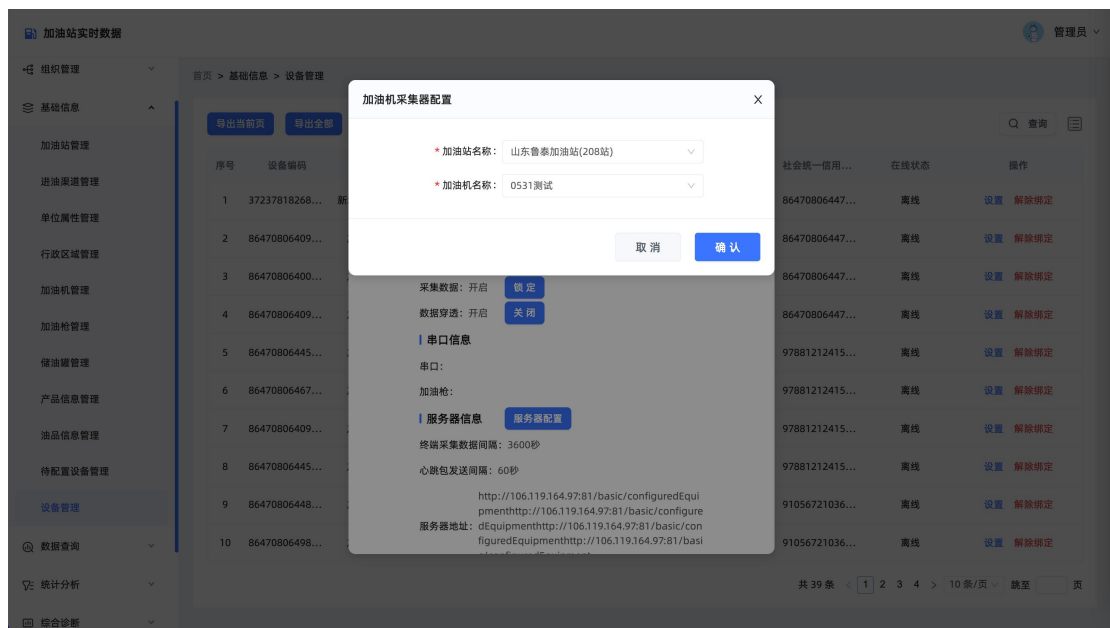 加油站实时数据
管理员
组织管理
首页 > 基础信息 > 设备管理
基础信息
加油机采集器配置
X
导出当前页
导出全部
查询
加油站管理
* 加油站名称: 山东鲁泰加油站(208站)
序号
设备编码
社会统一信用...
在线状态
操作
进油渠道管理
* 加油机名称: 0531测试
1 37237818268... 新 86470806447... 离线 设置 解除绑定
单位属性管理
取 消
确 认
2 86470806409... 86470806447... 离线 设置 解除绑定
行政区域管理
3 86470806400... 86470806447... 离线 设置 解除绑定
加油机管理
采集数据: 开启 锁 定
4 86470806409... 86470806447... 离线 设置 解除绑定
数据穿透: 开启 关 闭
加油枪管理
串口信息
5 86470806445... 97881212415... 离线 设置 解除绑定
储油罐管理
串口:
6 86470806467... 97881212415... 离线 设置 解除绑定
加油枪:
产品信息管理
服务器信息 服务器配置
7 86470806409... 97881212415... 离线 设置 解除绑定
油品信息管理
终端采集数据间隔: 3600秒
8 86470806445... 97881212415... 离线 设置 解除绑定
待配置设备管理
心跳包发送间隔: 60秒
设备管理
9 86470806448... 91056721036... 离线 设置 解除绑定
http://106.119.164.97:81/basic/configuredEqui
pmenthttp://106.119.164.97:81/basic/configure
服务器地址: dEquipmenthttp://106.119.164.97:81/basic/con
figuredEquipmenthttp://106.119.164.97:81/basi
10 86470806498... 91056721036... 离线 设置 解除绑定
数据查询
统计分析
共 39 条 < 1 2 3 4 > 10 条/页 跳至 页
综合诊断